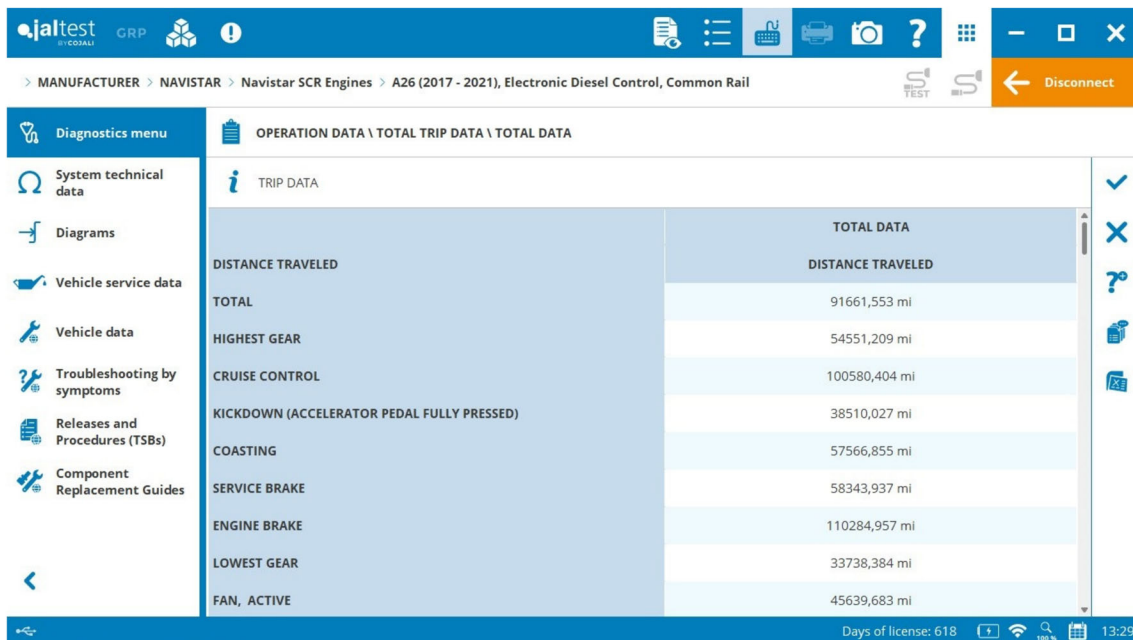 jaltest GRP
BY COJALI
> MANUFACTURER > NAVISTAR > Navistar SCR Engines > A26 (2017 - 2021), Electronic Diesel Control, Common Rail
TEST
Disconnect
Diagnostics menu
OPERATION DATA \ TOTAL TRIP DATA \ TOTAL DATA
System technical
data
Diagrams
Vehicle service data
Vehicle data
Troubleshooting by
symptoms
Releases and
Procedures (TSBs)
Component
Replacement Guides
TRIP DATA
TOTAL DATA
DISTANCE TRAVELED DISTANCE TRAVELED
TOTAL 91661,553 mi
HIGHEST GEAR 54551,209 mi
CRUISE CONTROL 100580,404 mi
KICKDOWN (ACCELERATOR PEDAL FULLY PRESSED) 38510,027 mi
COASTING 57566,855 mi
SERVICE BRAKE 58343,937 mi
ENGINE BRAKE 110284,957 mi
LOWEST GEAR 33738,384 mi
FAN, ACTIVE 45639,683 mi
Days of license: 618 100 % 13:29